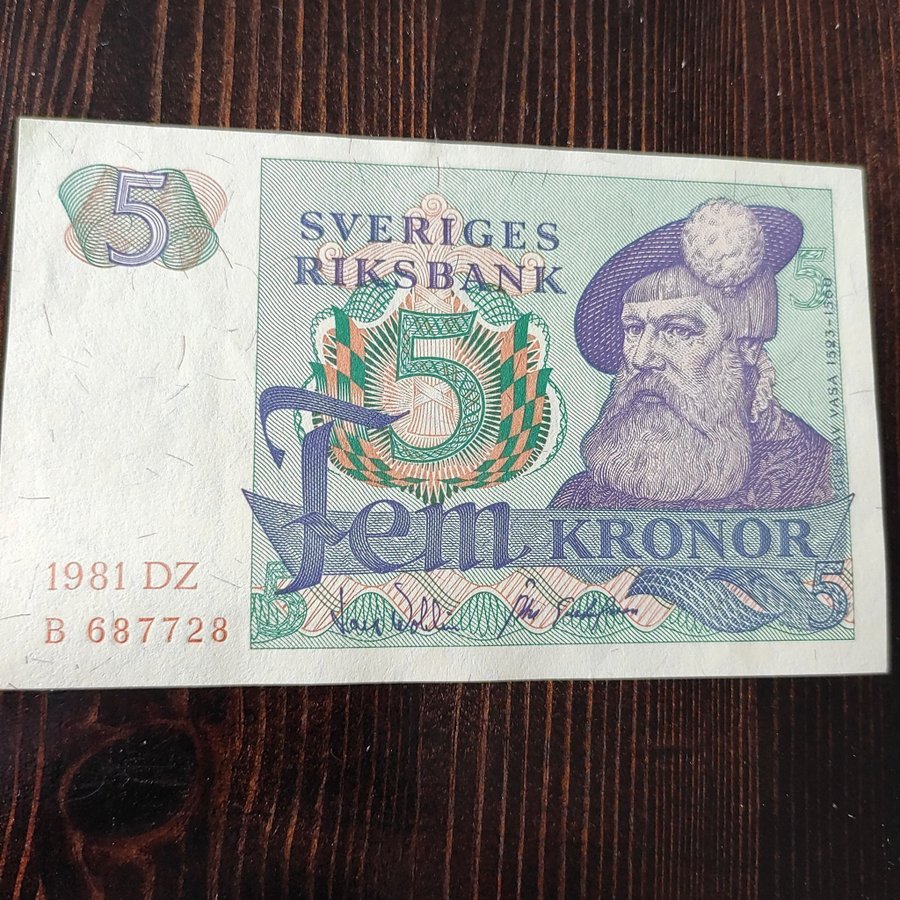 5
SVERIGES
RIKSBANK
5
5
GUSTAV VASA 1523-1560
Fem KRONOR
1981 DZ
B 687728
5
5